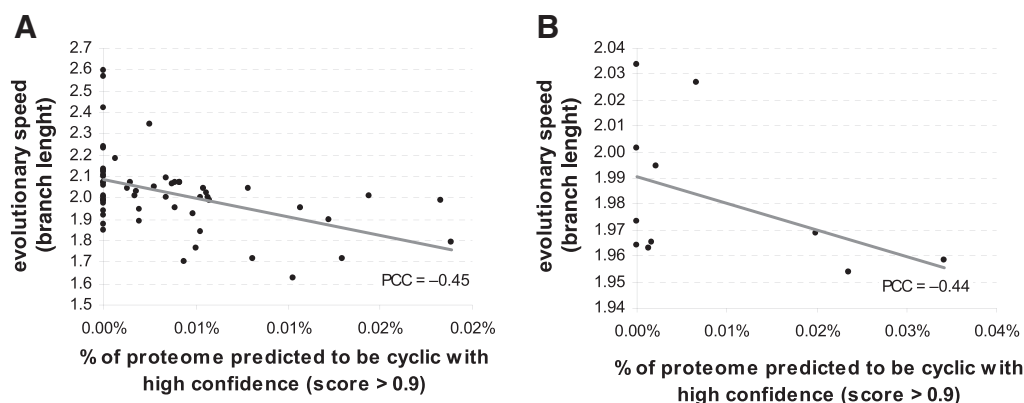 A
evolutionary speed
(branch lenght)
2.7
2.6
2.5
2.4
2.3
2.2
2.1
2.0
1.9
1.8
1.7
1.6
1.5
PCC = –0.45
0.00% 0.01% 0.01% 0.02% 0.02%
% of proteome predicted to be cyclic with
high confidence (score > 0.9)
B
evolutionary speed
(branch lenght)
2.04
2.03
2.02
2.01
2.00
1.99
1.98
1.97
1.96
1.95
1.94
PCC = –0.44
0.00% 0.01% 0.02% 0.03% 0.04%
% of proteome predicted to be cyclic with
high confidence (score > 0.9)